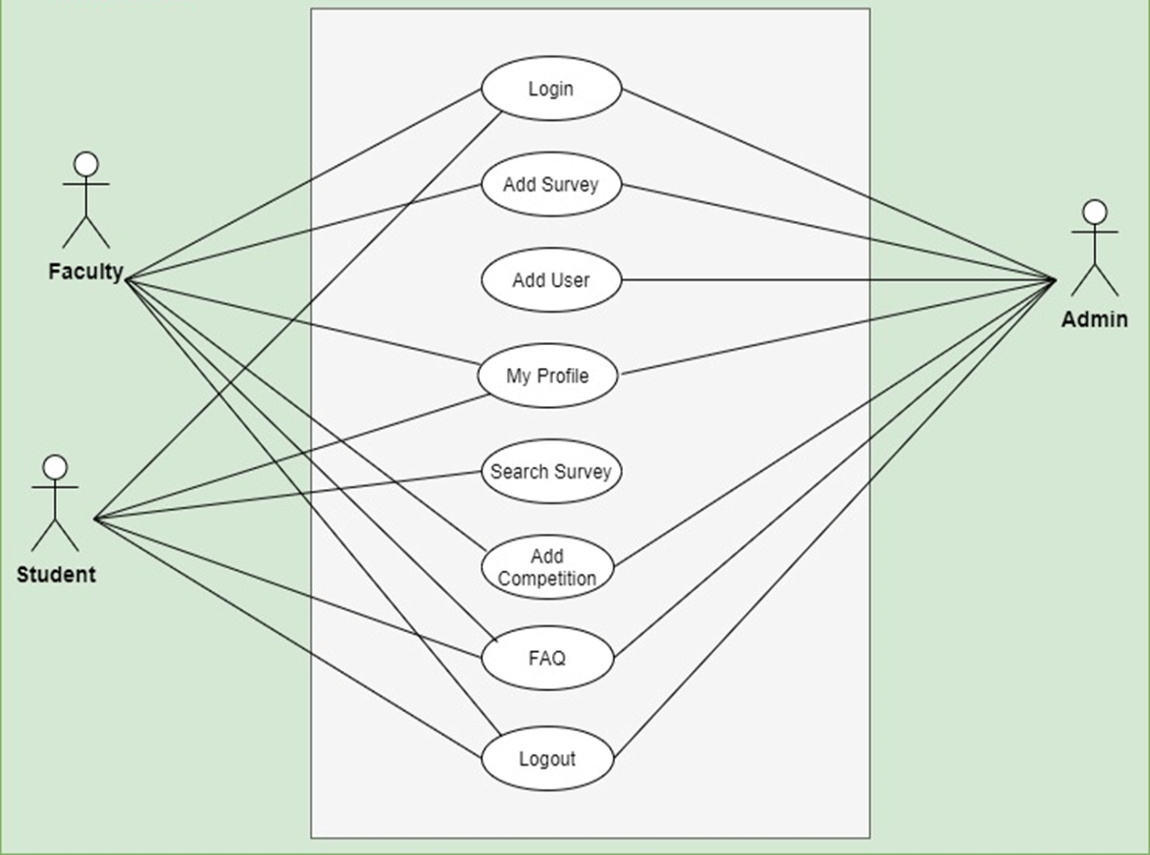 Login
Add Survey
Faculty
Add User
Admin
My Profile
Search Survey
Add
Competition
Student
FAQ
Logout